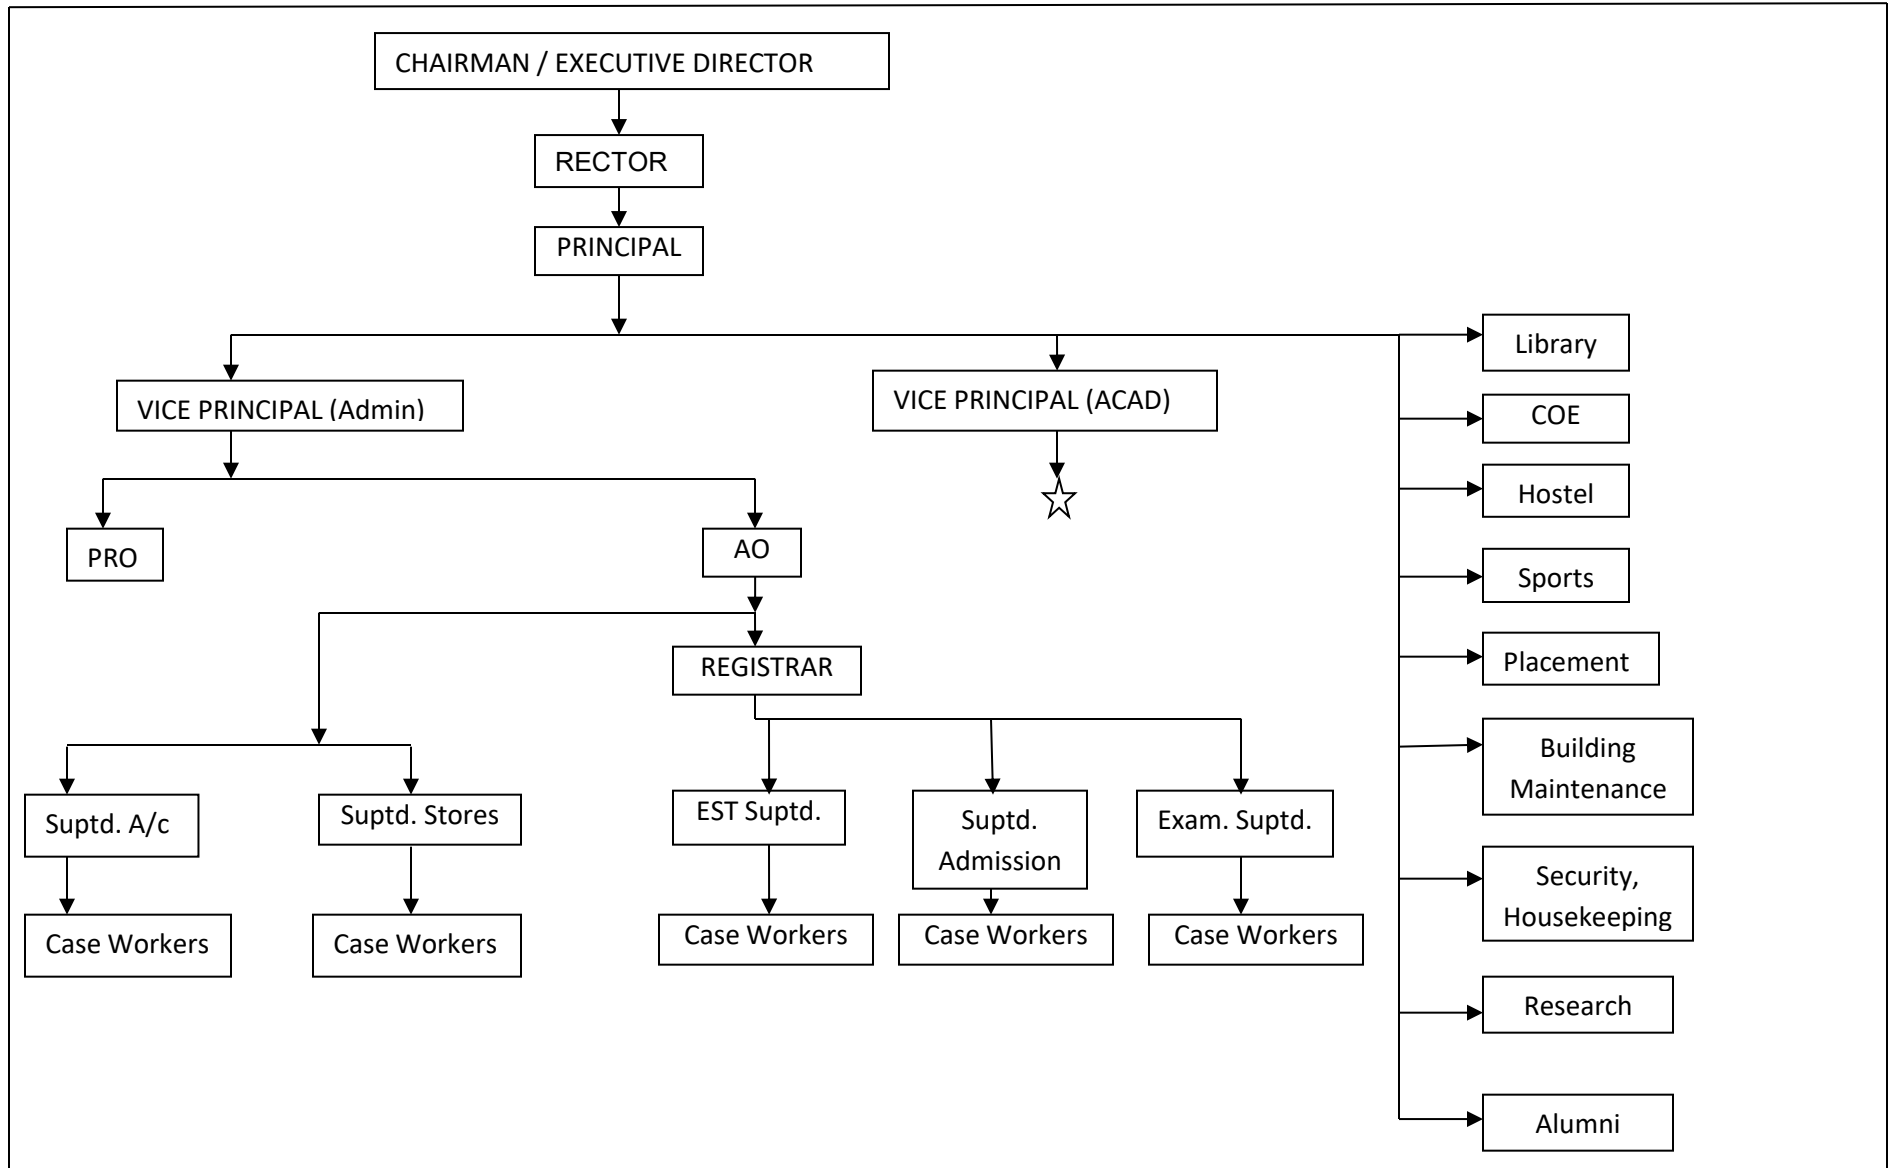 CHAIRMAN / EXECUTIVE DIRECTOR
RECTOR
PRINCIPAL
VICE PRINCIPAL (Admin)
VICE PRINCIPAL (ACAD)
PRO
AO
REGISTRAR
Suptd. A/c
Suptd. Stores
EST Suptd.
Suptd.
Admission
Exam. Suptd.
Case Workers
Case Workers
Case Workers
Case Workers
Case Workers
Library
COE
Hostel
Sports
Placement
Building
Maintenance
Security,
Housekeeping
Research
Alumni